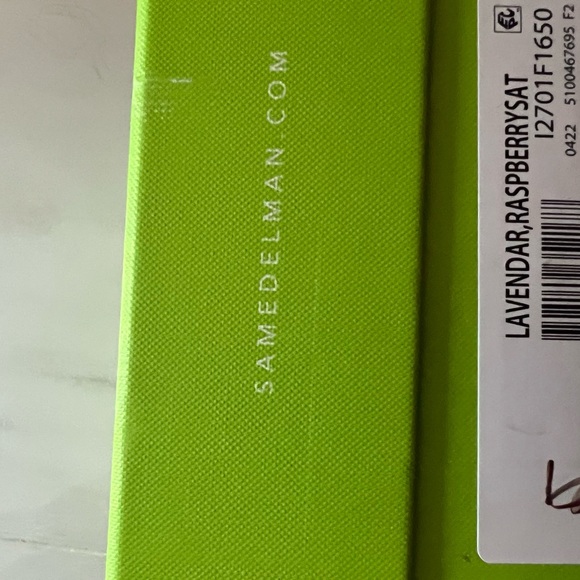 SAMEDELMAN.COM
LAVENDAR,RASPBERRYSAT
I2701F1650
0422 5100467695 F2